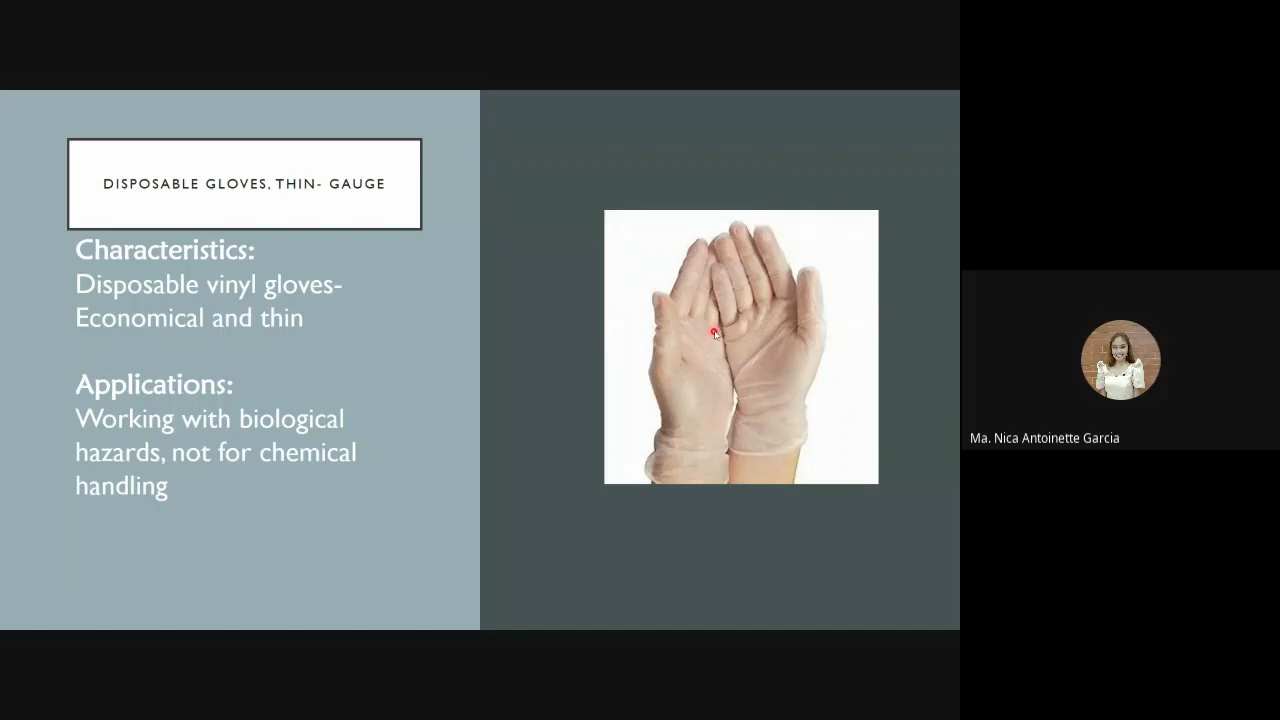 DISPOSABLE GLOVES, THIN- GAUGE
Characteristics:
Disposable vinyl gloves-
Economical and thin
Applications:
Working with biological
hazards, not for chemical
handling
Ma. Nica Antoinette Garcia